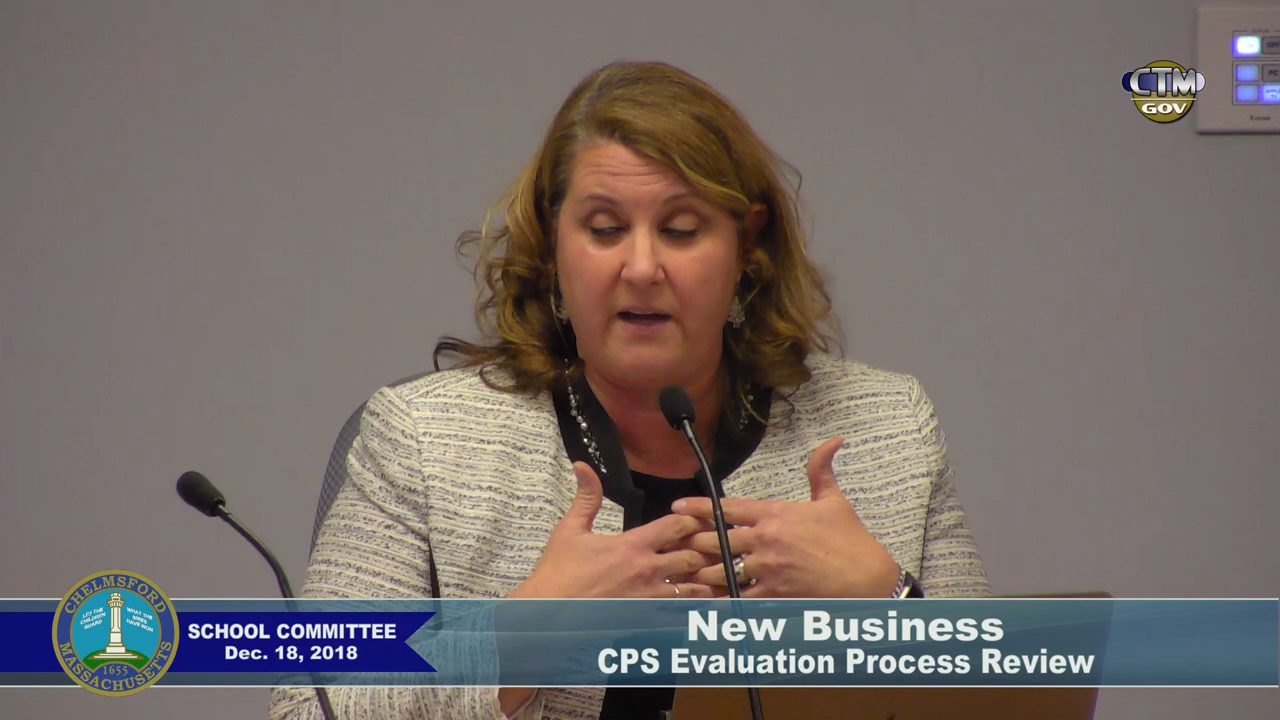 CTM
GOV
CHELMSFORD
MASSACHUSETTS
LET THE
CHILDREN
GUARD
WHAT THE
SIRES
HAVE WON
1655
SCHOOL COMMITTEE
Dec. 18, 2018
New Business
CPS Evaluation Process Review